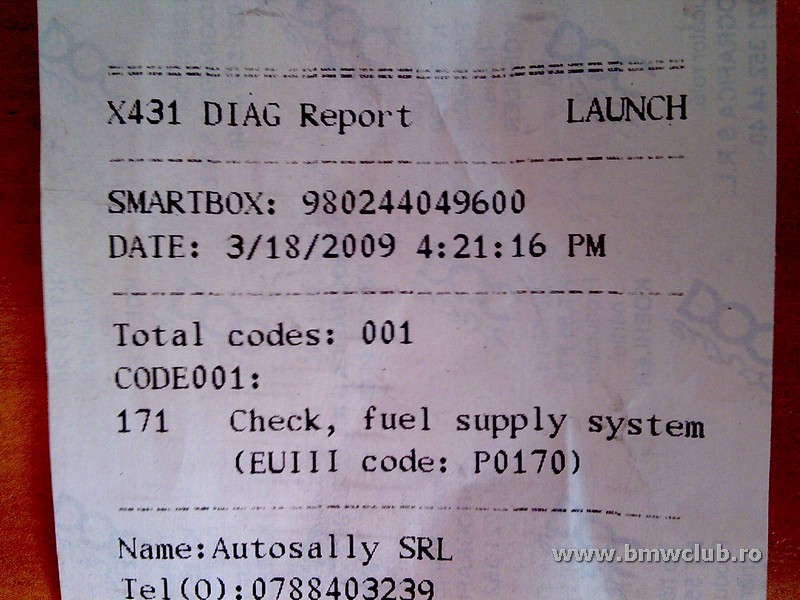 X431 DIAG Report LAUNCH
SMARTBOX: 980244049600
DATE: 3/18/2009 4:21:16 PM
Total codes: 001
CODE001:
171 Check, fuel supply system
(EUIII code: P0170)
Name:Autosally SRL
Tel(O):0788403239
www.bmwclub.ro